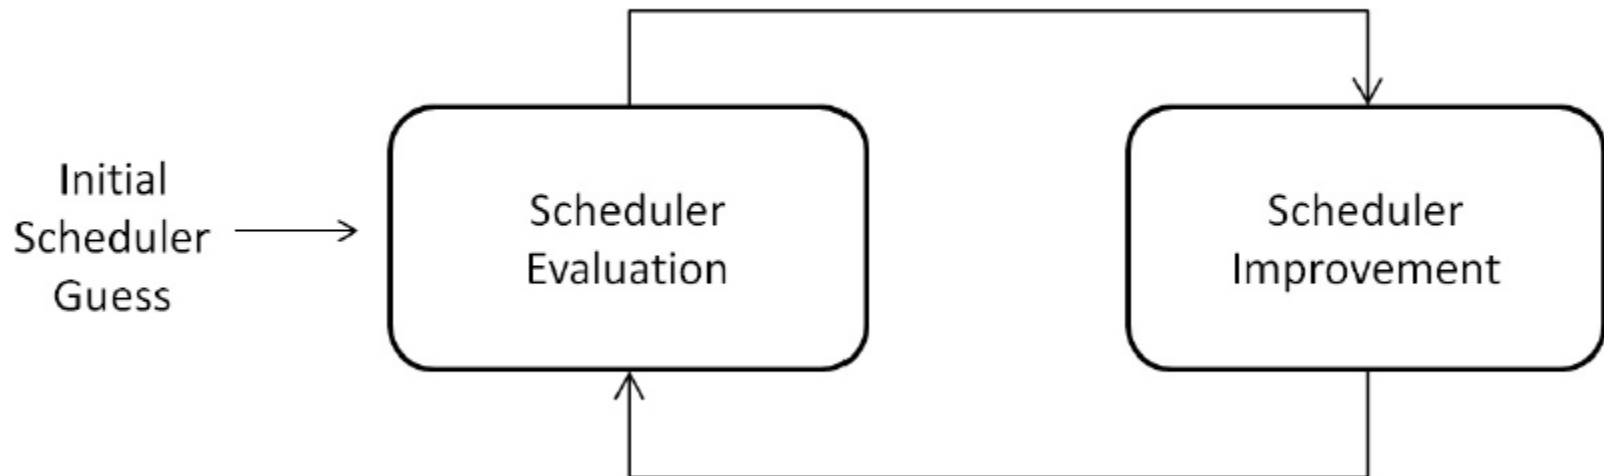 Initial
Scheduler
Guess
Scheduler
Evaluation
Scheduler
Improvement